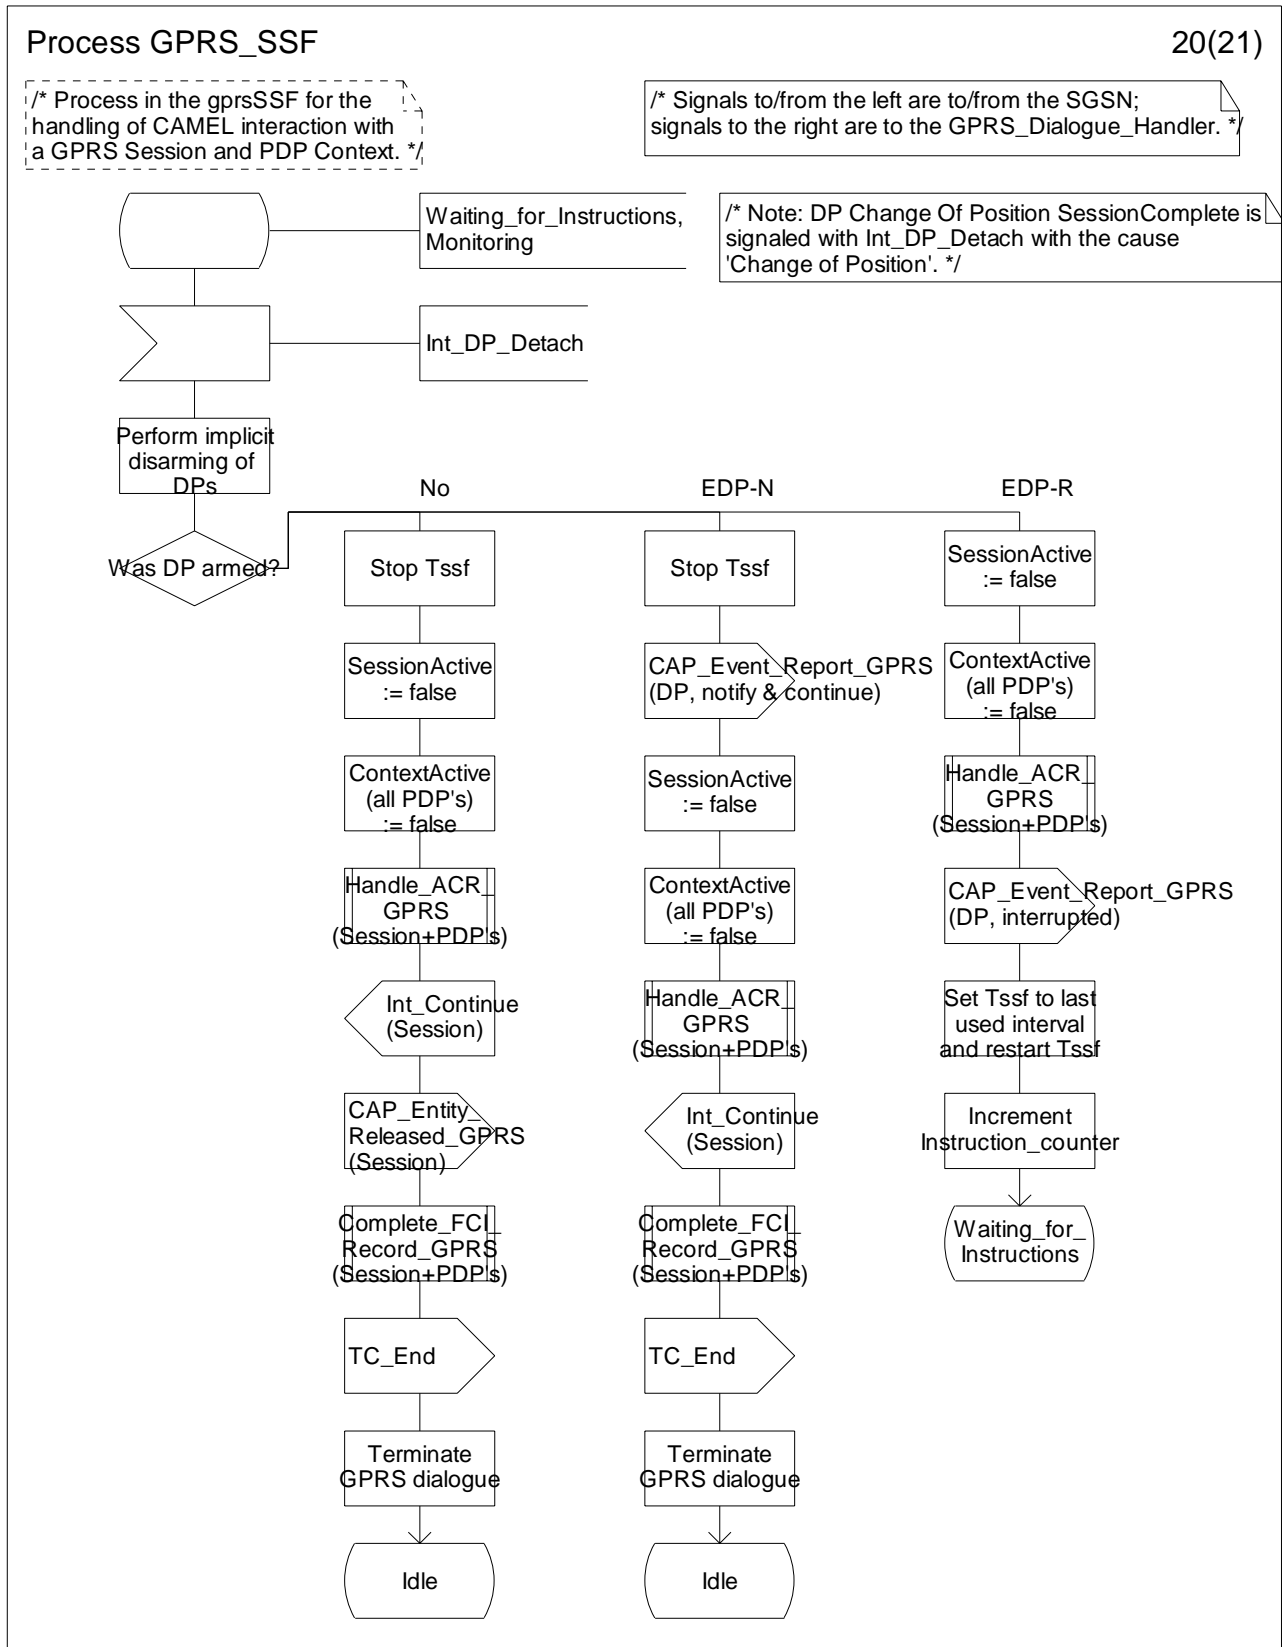 Process GPRS_SSF
20(21)
/* Process in the gprsSSF for the
handling of CAMEL interaction with
a GPRS Session and PDP Context. */
/* Signals to/from the left are to/from the SGSN;
signals to the right are to the GPRS_Dialogue_Handler. */
Waiting_for_Instructions,
Monitoring
/* Note: DP Change Of Position SessionComplete is
signaled with Int_DP_Detach with the cause
'Change of Position'. */
Int_DP_Detach
Perform implicit
disarming of
DPs
Was DP armed?
No
Stop Tssf
SessionActive
:= false
ContextActive
(all PDP's)
:= false
Handle_ACR_
GPRS
(Session+PDP's)
Int_Continue
(Session)
CAP_Entity_
Released_GPRS
(Session)
Complete_FCI_
Record_GPRS
(Session+PDP's)
TC_End
Terminate
GPRS dialogue
Idle
EDP-N
Stop Tssf
CAP_Event_Report_GPRS
(DP, notify & continue)
SessionActive
:= false
ContextActive
(all PDP's)
:= false
Handle_ACR_
GPRS
(Session+PDP's)
Int_Continue
(Session)
Complete_FCI_
Record_GPRS
(Session+PDP's)
TC_End
Terminate
GPRS dialogue
Idle
EDP-R
SessionActive
:= false
ContextActive
(all PDP's)
:= false
Handle_ACR_
GPRS
(Session+PDP's)
CAP_Event_Report_GPRS
(DP, interrupted)
Set Tssf to last
used interval
and restart Tssf
Increment
Instruction_counter
Waiting_for_
Instructions